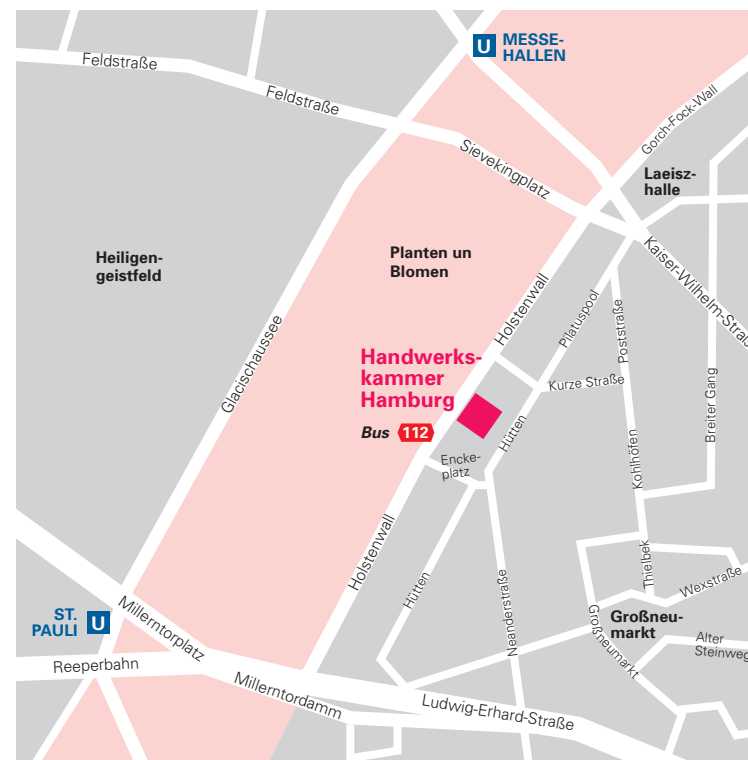 U MESSE-
HALLEN
Feldstraße
Feldstraße
Gorch-Fock-Wall
Sievekingplatz
Laeisz-
halle
Heiligen-
geistfeld
Planten un
Blomen
Kaiser-Wilhelm-Straß
Holstenwall
Pilatuspool
Poststraße
Glacischaussee
Handwerks-
kammer
Hamburg
Bus 112
Kurze Straße
Breiter Gang
Hütten
Encke-
platz
Kohlhöfen
Holstenwall
Hütten
Neanderstraße
Thielbek
Wexstraße
Großneumarkt
Großneu-
markt
Alter
Steinweg
ST.
PAULI U
Millerntorplatz
Reeperbahn
Millerntordamm
Ludwig-Erhard-Straße